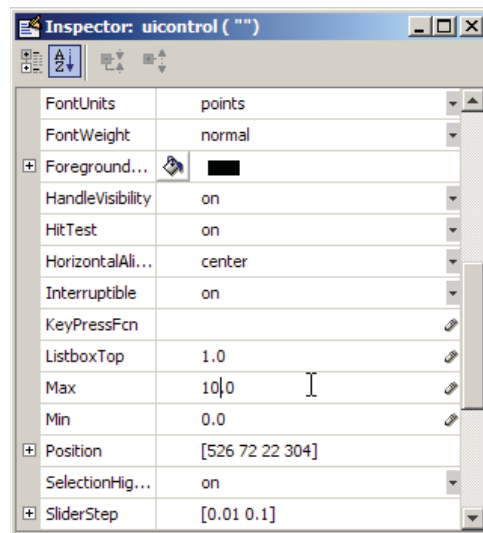 Inspector: uicontrol ( "")
FontUnits points
FontWeight normal
Foreground...
HandleVisibility on
HitTest on
HorizontalAli... center
Interruptible on
KeyPressFcn
ListboxTop 1.0
Max 10.0
Min 0.0
Position [526 72 22 304]
SelectionHig... on
SliderStep [0.01 0.1]